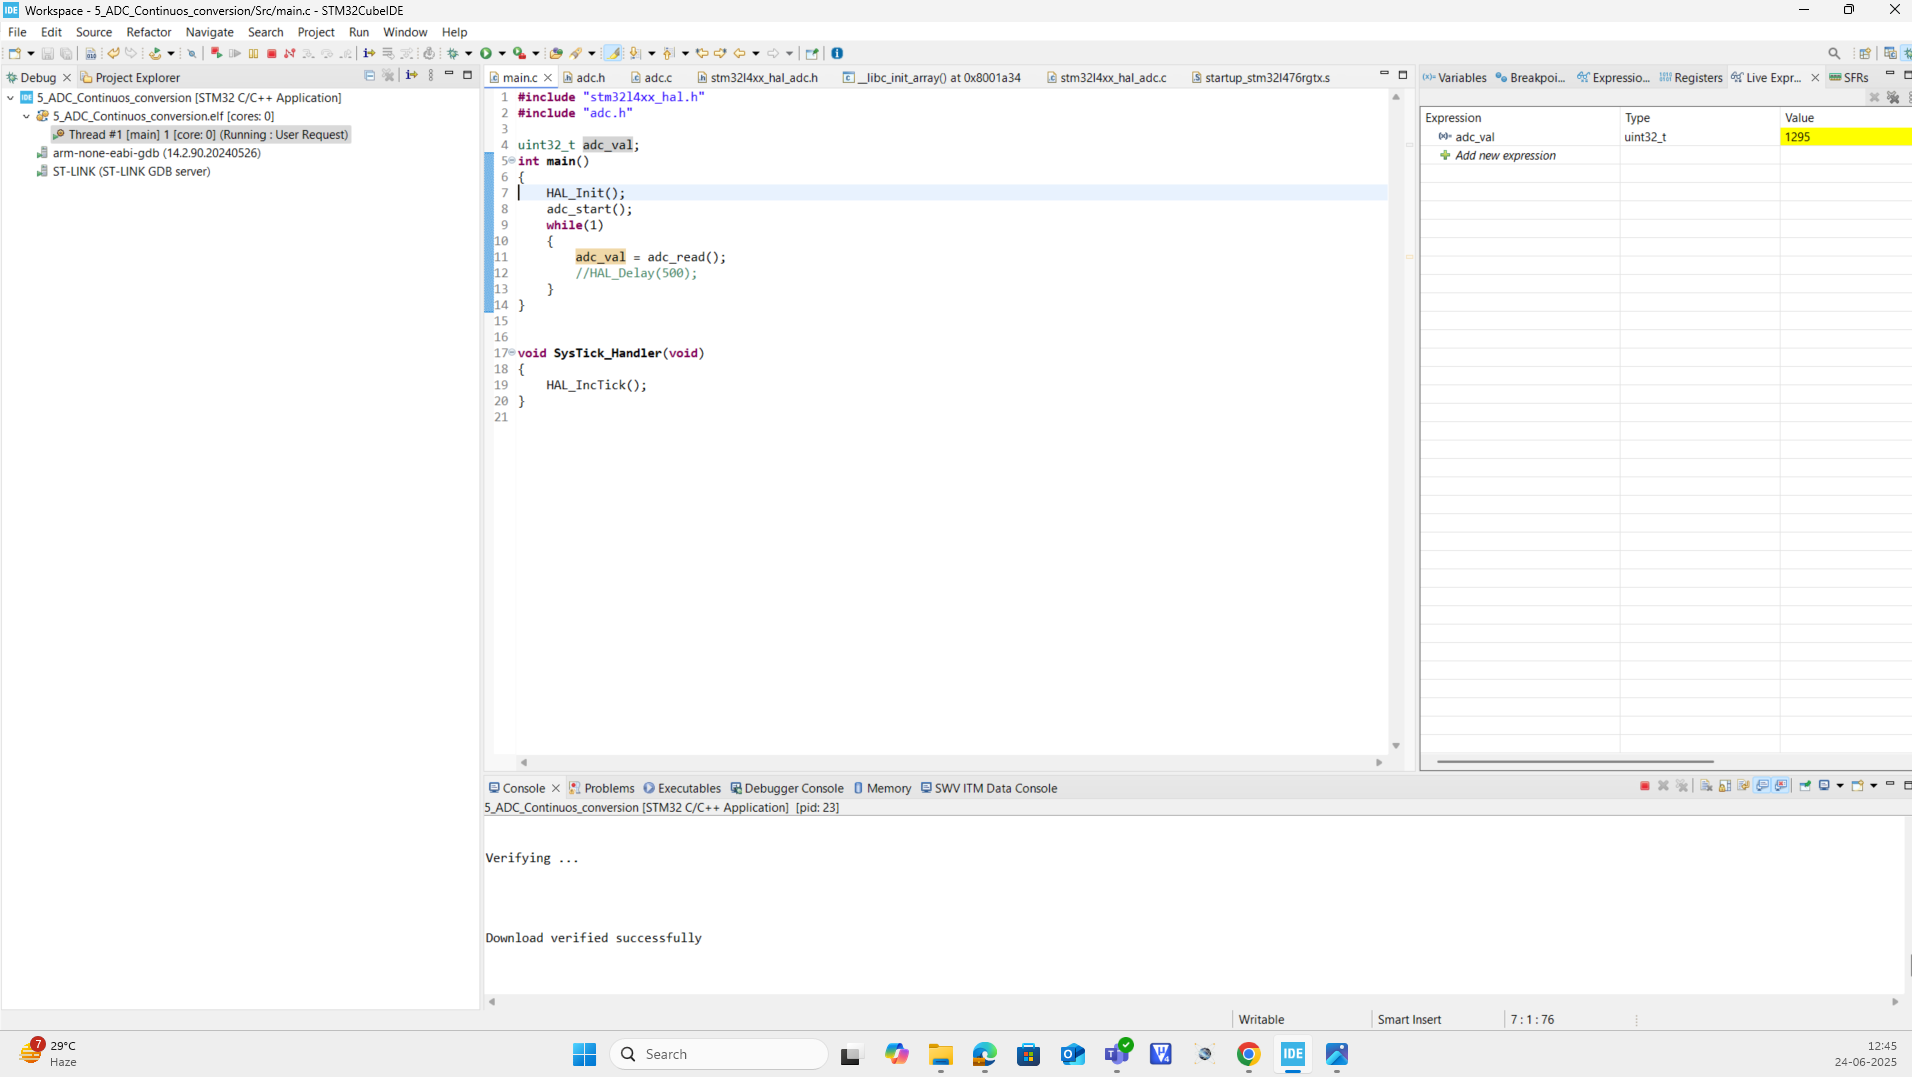 IDE Workspace - 5_ADC_Continuos_conversion/Src/main.c - STM32CubeIDE
File Edit Source Refactor Navigate Search Project Run Window Help
Debug Project Explorer
IDE 5_ADC_Continuos_conversion [STM32 C/C++ Application]
5_ADC_Continuos_conversion.elf [cores: 0]
Thread #1 [main] 1 [core: 0] (Running : User Request)
arm-none-eabi-gdb (14.2.90.20240526)
ST-LINK (ST-LINK GDB server)
main.c adc.h adc.c stm32l4xx_hal_adc.h __libc_init_array() at 0x8001a34 stm32l4xx_hal_adc.c startup_stm32l476rgtx.s
1 #include "stm32l4xx_hal.h"
2 #include "adc.h"
3
4 uint32_t adc_val;
5 int main()
6 {
7 HAL_Init();
8 adc_start();
9 while(1)
10 {
11 adc_val = adc_read();
12 //HAL_Delay(500);
13 }
14 }
15
16
17 void SysTick_Handler(void)
18 {
19 HAL_IncTick();
20 }
21
Variables Breakpoi... Expressio... Registers Live Expr... SFRs
Expression Type Value
adc_val uint32_t 1295
Add new expression
Console Problems Executables Debugger Console Memory SWV ITM Data Console
5_ADC_Continuos_conversion [STM32 C/C++ Application] [pid: 23]
Verifying ...
Download verified successfully
Writable Smart Insert 7 : 1 : 76
7 29°C
Haze
Search
IDE
12:45
24-06-2025